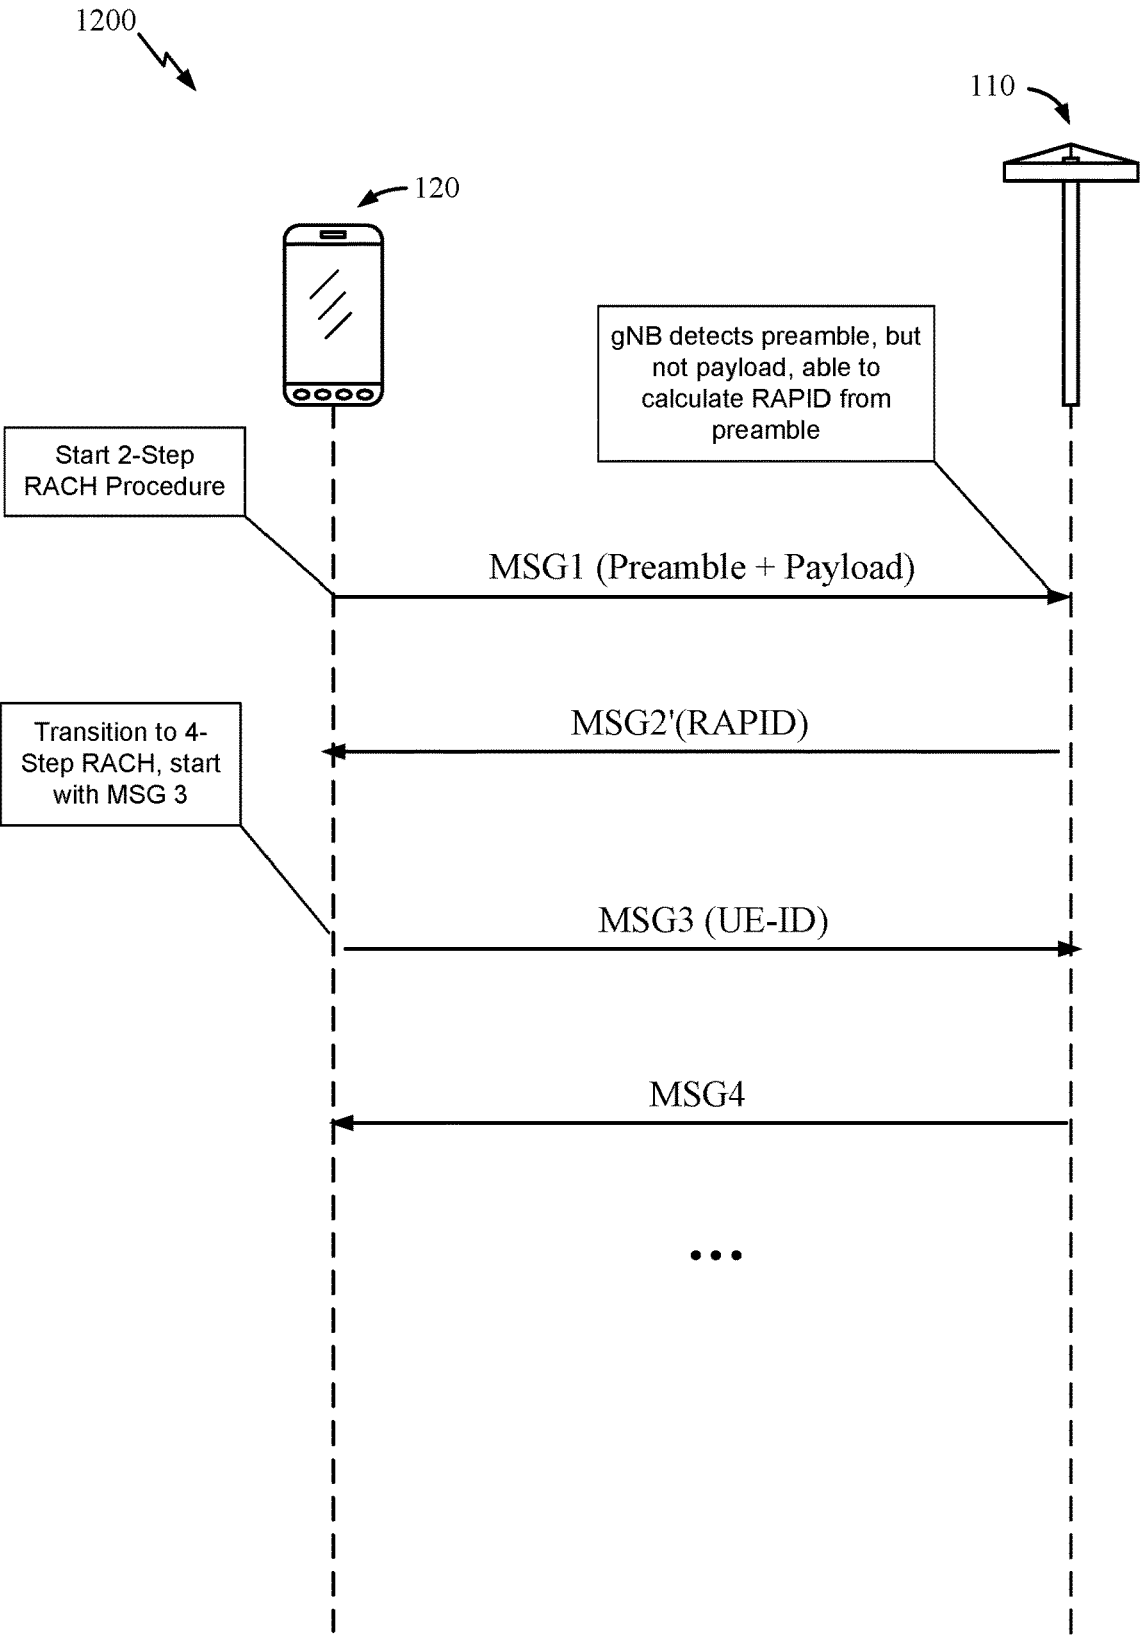 1200
110
120
gNB detects preamble, but
not payload, able to
calculate RAPID from
preamble
Start 2-Step
RACH Procedure
MSG1 (Preamble + Payload)
MSG2'(RAPID)
Transition to 4-
Step RACH, start
with MSG 3
MSG3 (UE-ID)
MSG4
...